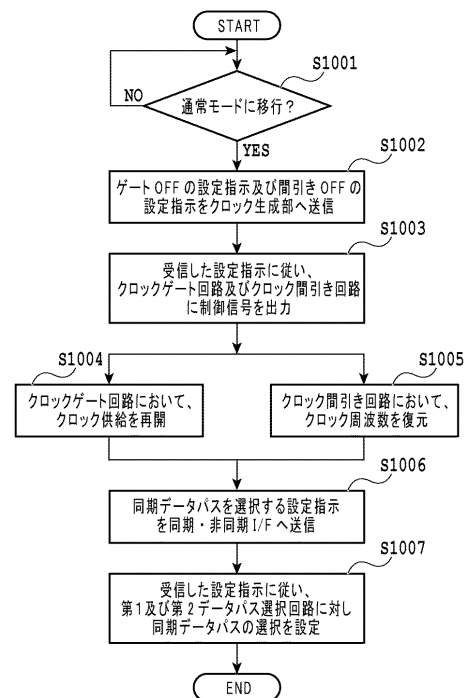 START
S1001
通常モードに移行?
NO
YES
S1002
ゲートOFFの設定指示及び間引きOFFの
設定指示をクロック生成部へ送信
S1003
受信した設定指示に従い、
クロックゲート回路及びクロック間引き回路
に制御信号を出力
S1004
クロックゲート回路において、
クロック供給を再開
S1005
クロック間引き回路において、
クロック周波数を復元
S1006
同期データパスを選択する設定指示
を同期・非同期I/Fへ送信
S1007
受信した設定指示に従い、
第1及び第2データパス選択回路に対し
同期データパスの選択を設定
END